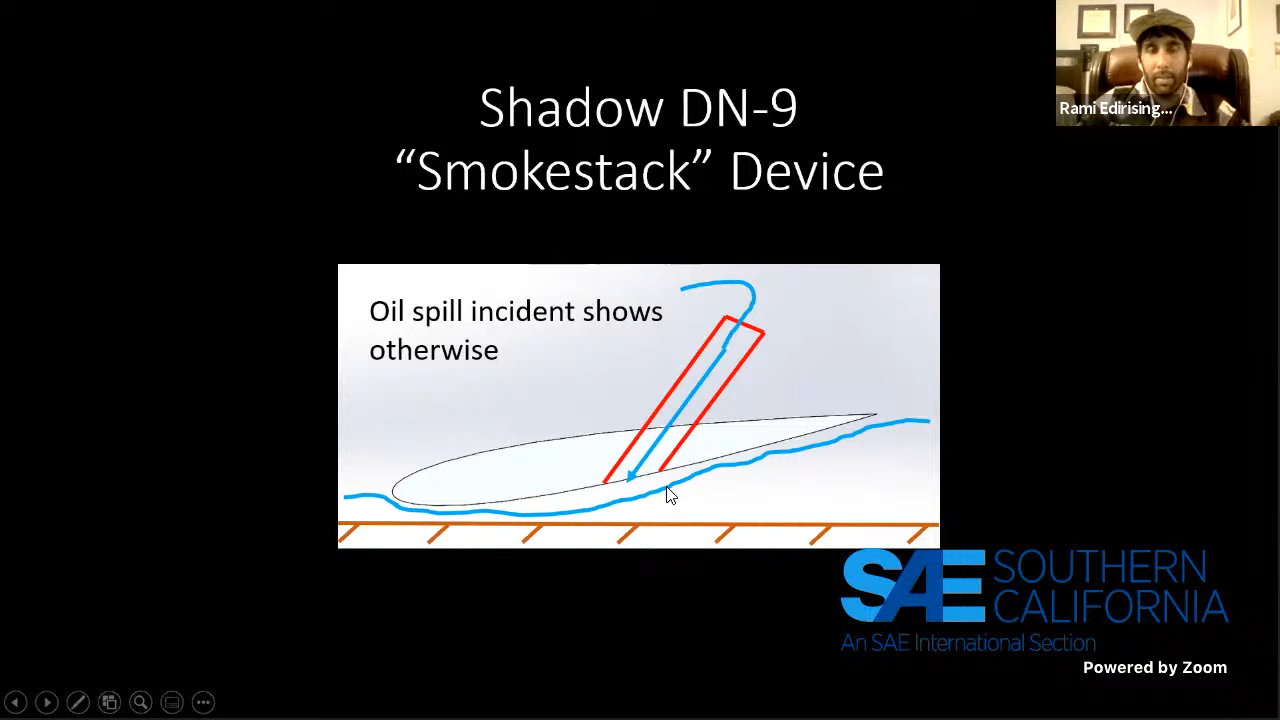 Shadow DN-9
“Smokestack” Device
Rami Edirising...
Oil spill incident shows
otherwise
SAE SOUTHERN
CALIFORNIA
An SAE International Section
Powered by Zoom